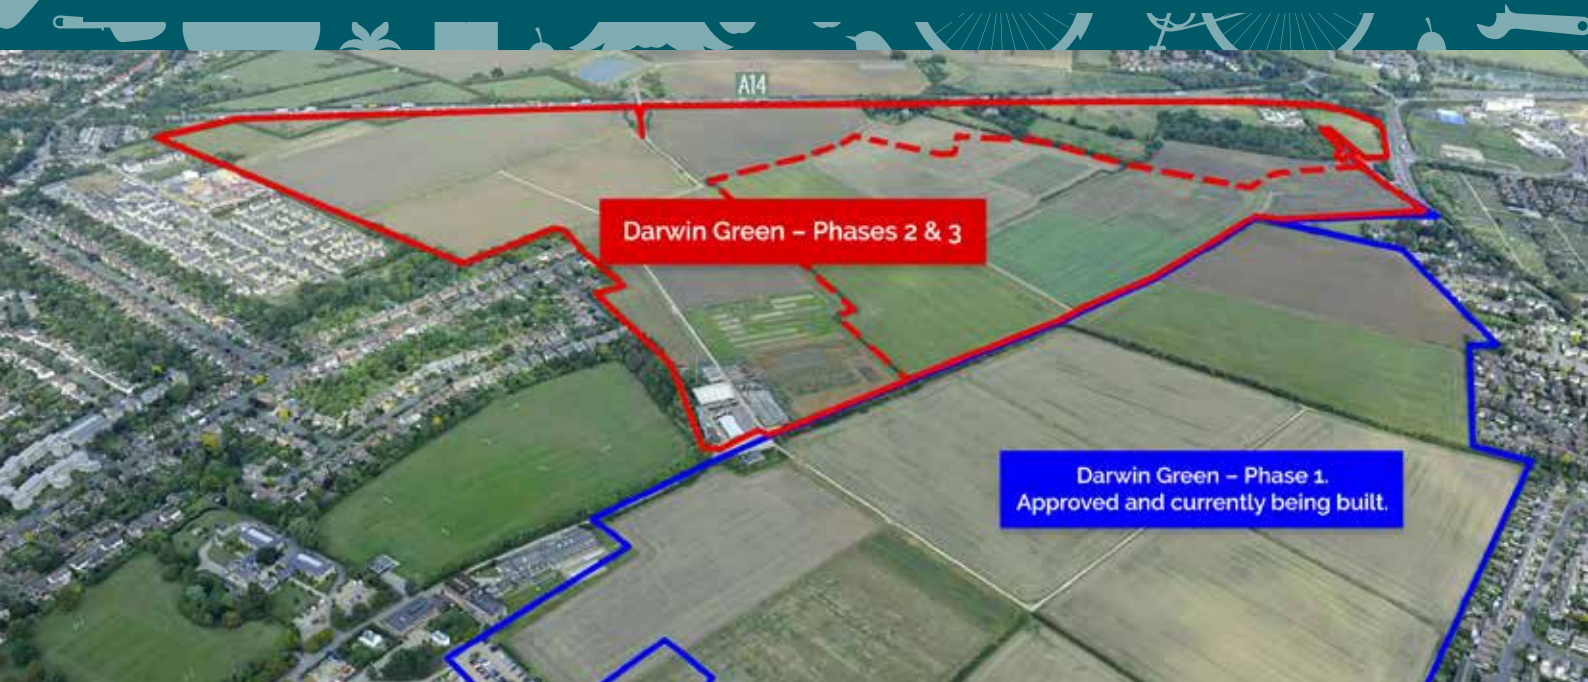 A14
Darwin Green – Phases 2 & 3
Darwin Green – Phase 1.
Approved and currently being built.